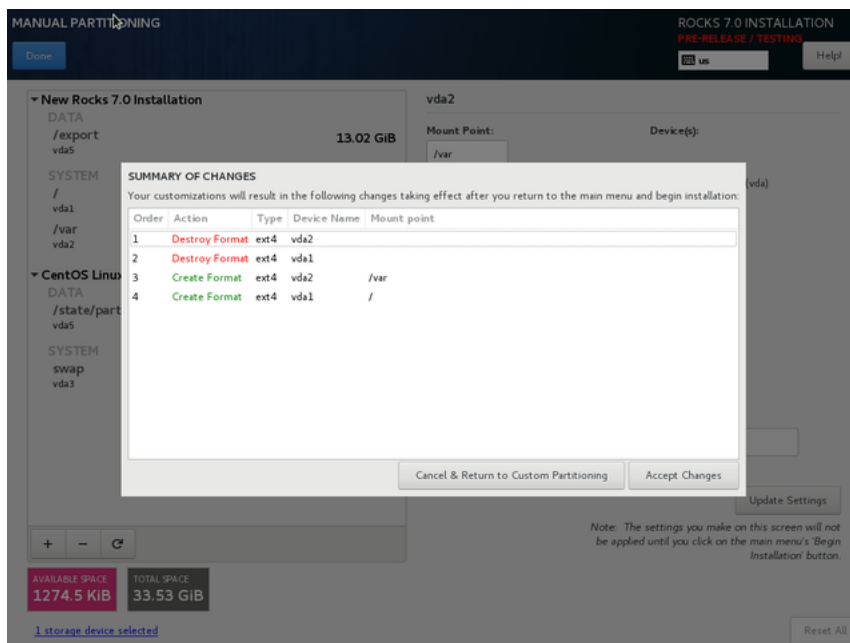 MANUAL PARTITIONING
ROCKS 7.0 INSTALLATION
PRE-RELEASE / TESTING
Done
us
Help!
New Rocks 7.0 Installation
DATA
/export
13.02 GiB
vda5
SYSTEM
/
vda1
/var
vda2
CentOS Linux
DATA
/state/part
vda5
SYSTEM
swap
vda3
vda2
Mount Point:
Device(s):
/var
(vda)
SUMMARY OF CHANGES
Your customizations will result in the following changes taking effect after you return to the main menu and begin installation:
Order Action Type Device Name Mount point
1 Destroy Format ext4 vda2
2 Destroy Format ext4 vda1
3 Create Format ext4 vda2 /var
4 Create Format ext4 vda1 /
Cancel & Return to Custom Partitioning
Accept Changes
Update Settings
Note: The settings you make on this screen will not
be applied until you click on the main menu's 'Begin
Installation' button.
+ −
AVAILABLE SPACE
1274.5 KiB
TOTAL SPACE
33.53 GiB
1 storage device selected
Reset All